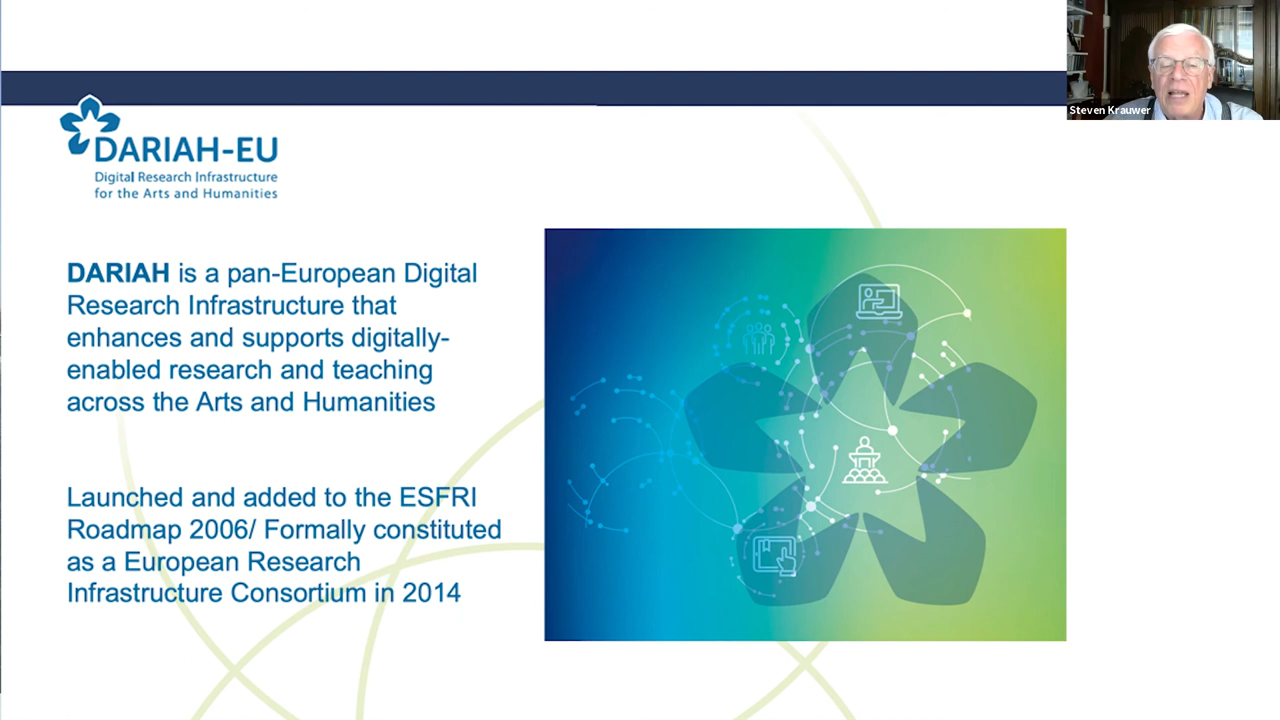 Steven Krauwer
DARIAH-EU
Digital Research Infrastructure
for the Arts and Humanities
DARIAH is a pan-European Digital
Research Infrastructure that
enhances and supports digitally-
enabled research and teaching
across the Arts and Humanities
Launched and added to the ESFRI
Roadmap 2006/ Formally constituted
as a European Research
Infrastructure Consortium in 2014